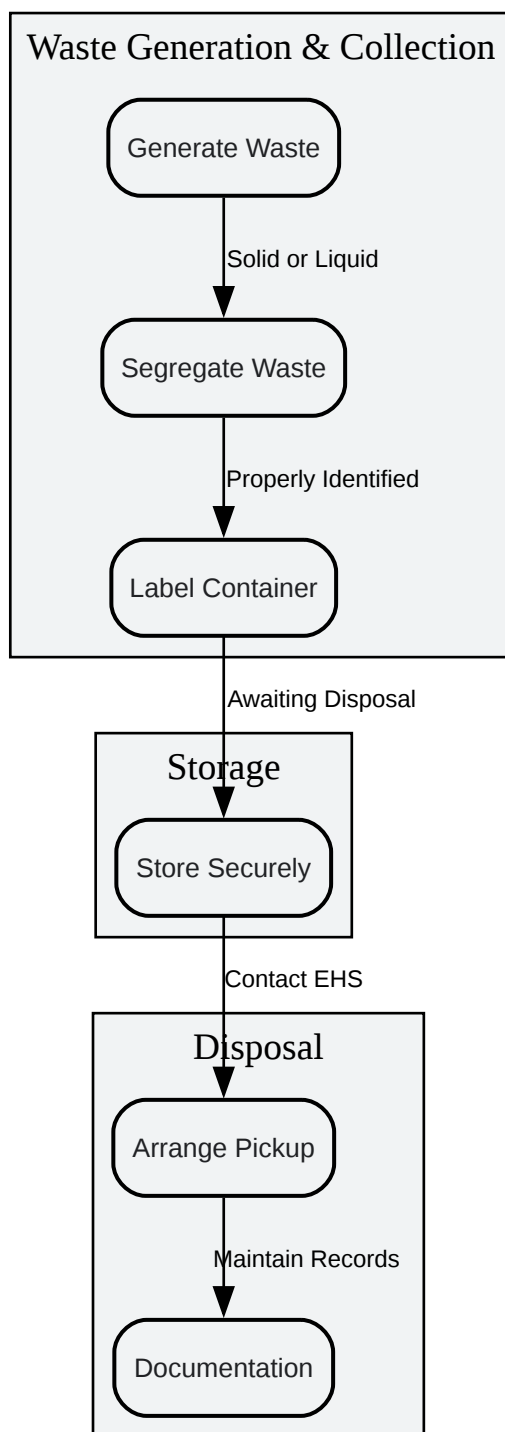 Waste Generation & Collection
Generate Waste
Solid or Liquid
Segregate Waste
Properly Identified
Label Container
Awaiting Disposal
Storage
Store Securely
Contact EHS
Disposal
Arrange Pickup
Maintain Records
Documentation